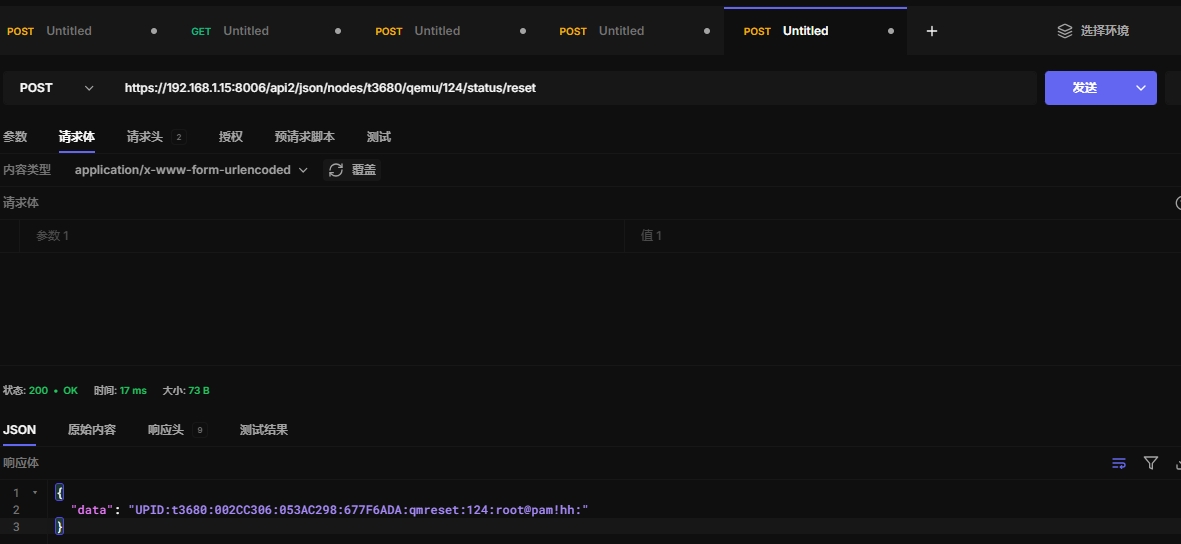 POST Untitled GET Untitled POST Untitled POST Untitled POST Untitled 选择环境
POST https://192.168.1.15:8006/api2/json/nodes/t3680/qemu/124/status/reset 发送
参数 请求体 请求头 2 授权 预请求脚本 测试
内容类型 application/x-www-form-urlencoded 覆盖
请求体
参数 1 值 1
状态: 200 • OK 时间: 17 ms 大小: 73 B
JSON 原始内容 响应头 9 测试结果
响应体
1 {
2 "data": "UPID:t3680:002CC306:053AC298:677F6ADA:qmreset:124:root@pam!hh:"
3 }